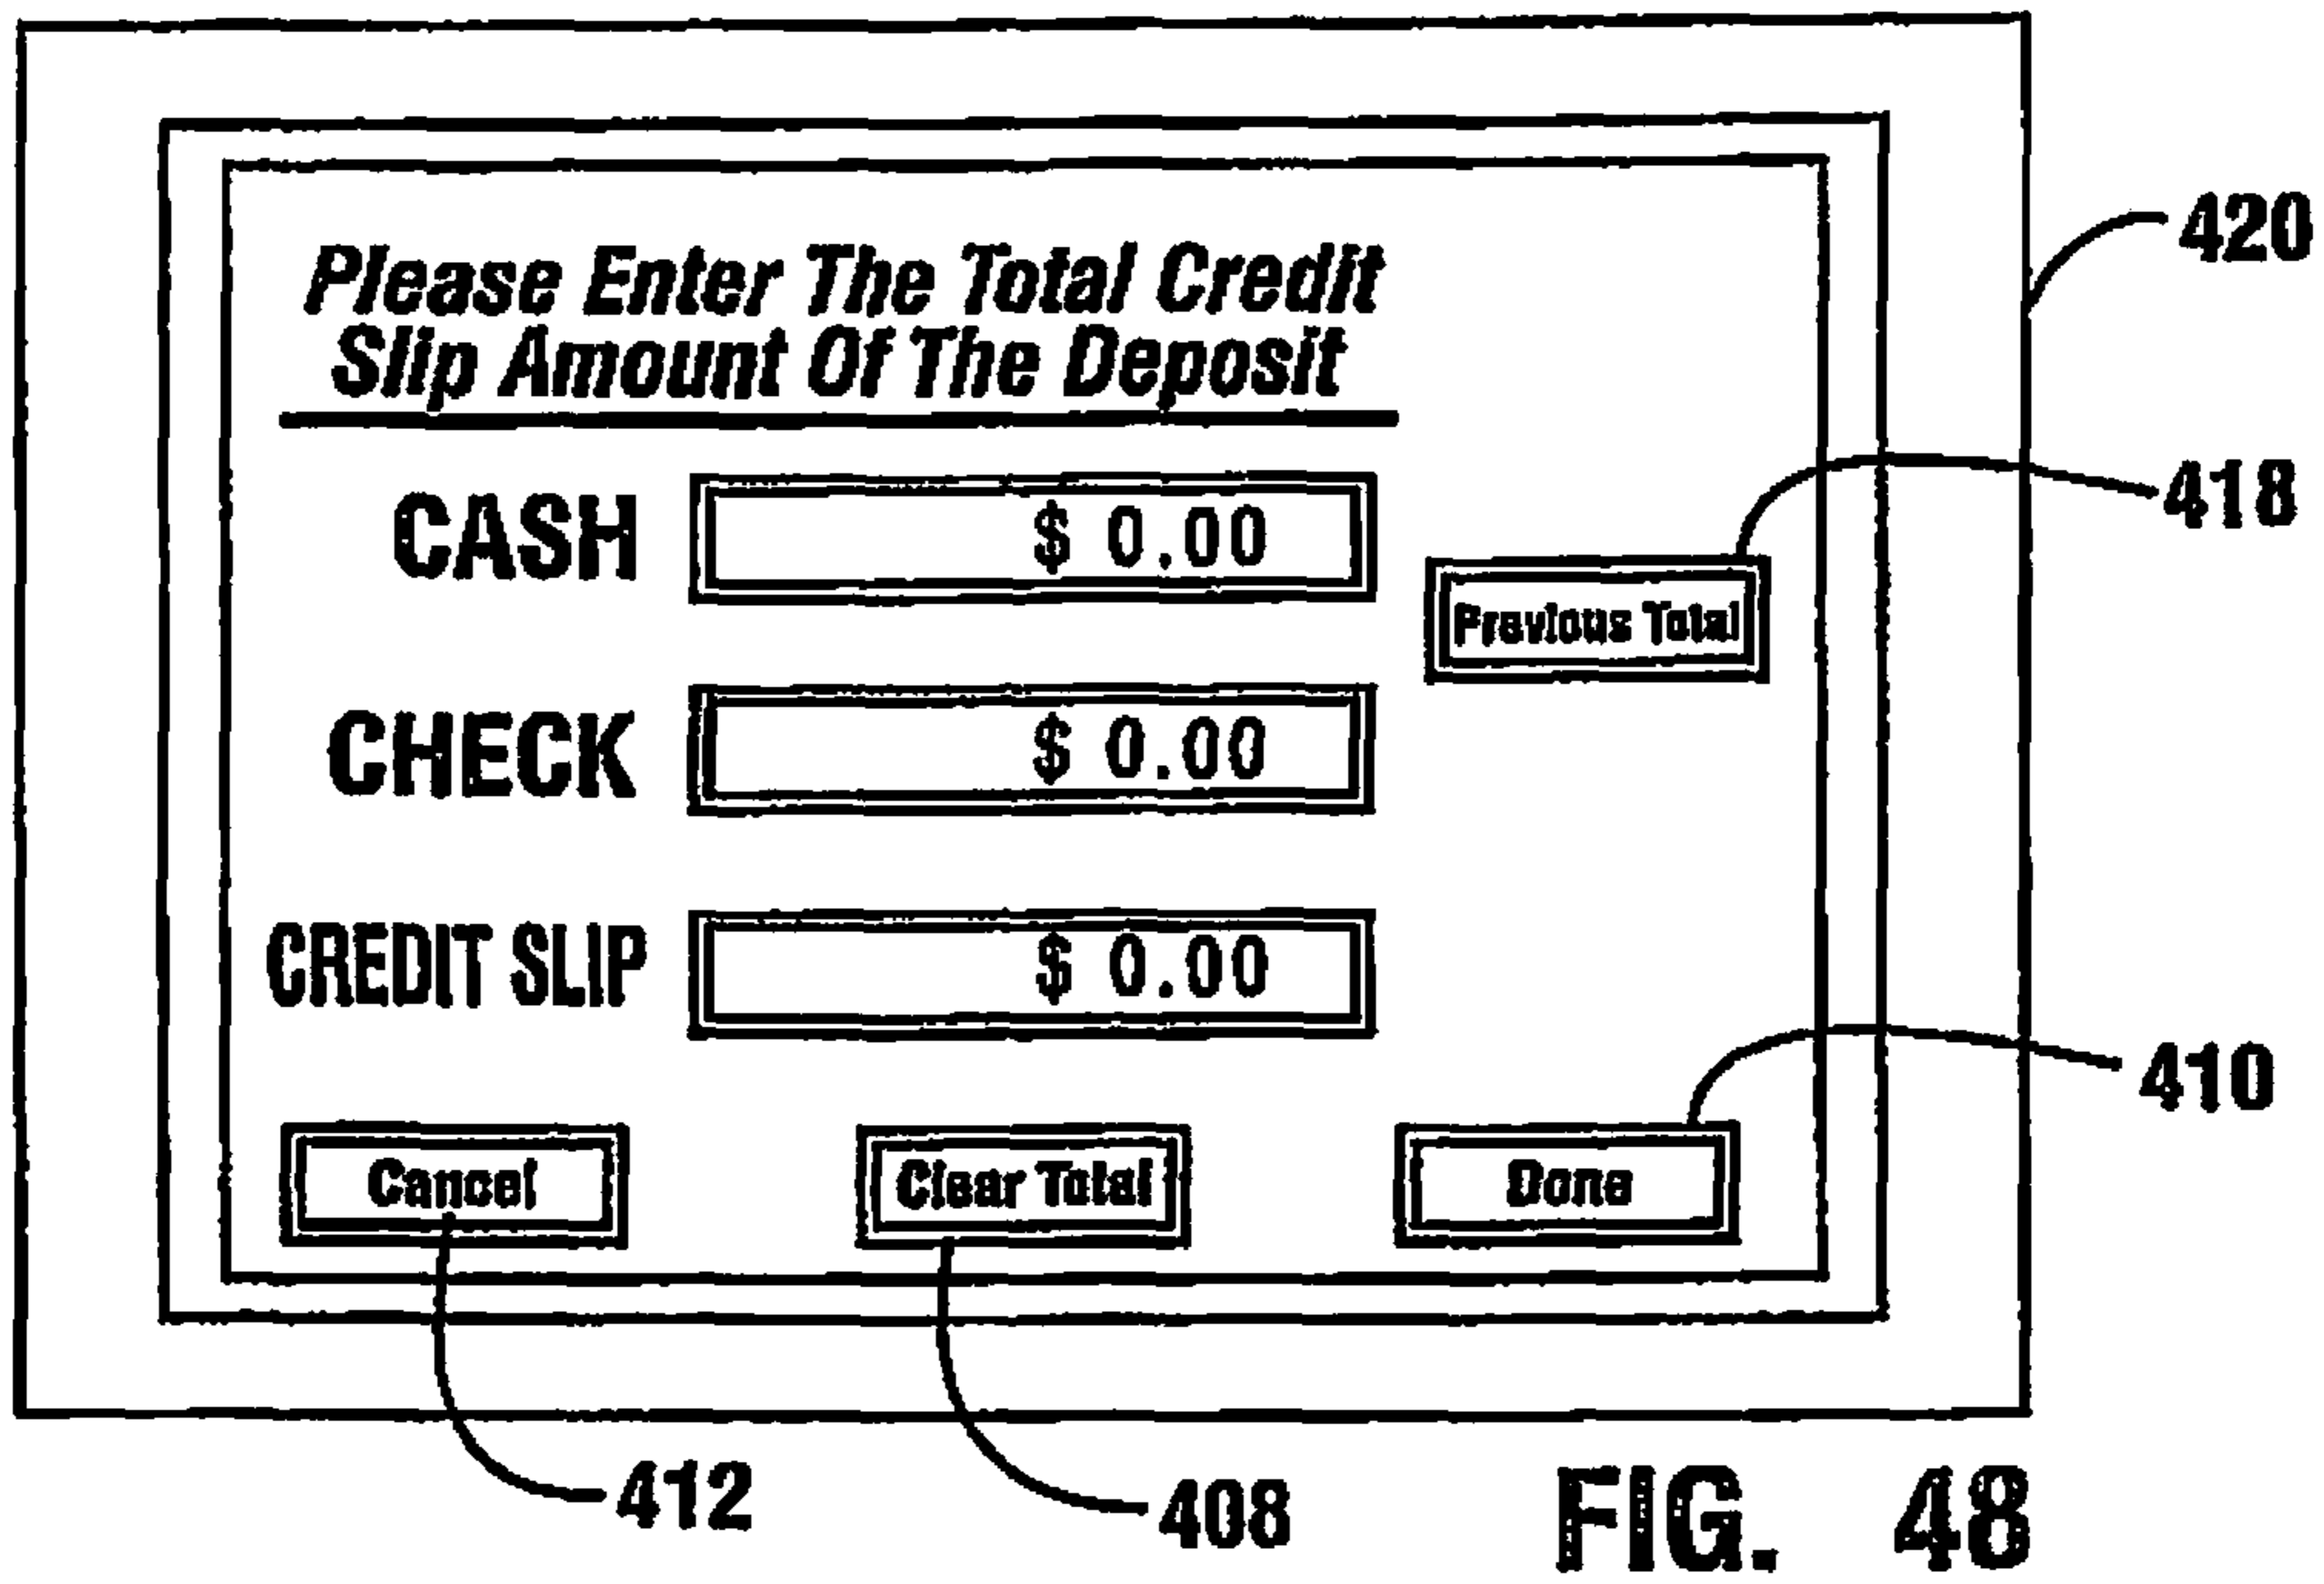 Please Enter The Total Credit
Slip Amount Of The Deposit
420
CASH $ 0.00
418
Previous Total
CHECK $ 0.00
CREDIT SLIP $ 0.00
410
Cancel Clear Total Done
412
408
FIG. 48